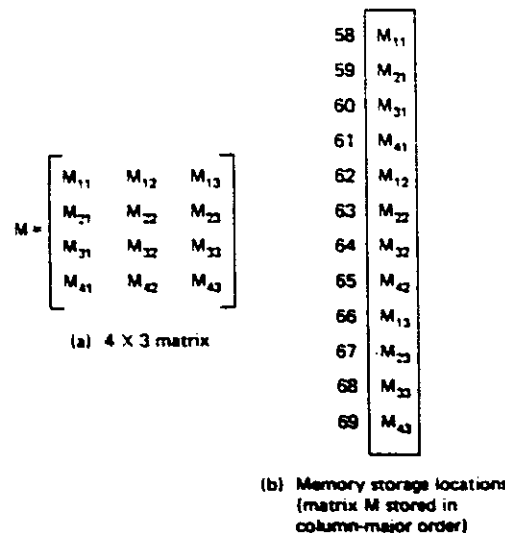 M =
M₁₁ M₁₂ M₁₃
M₂₁ M₂₂ M₂₃
M₃₁ M₃₂ M₃₃
M₄₁ M₄₂ M₄₃
(a) 4 X 3 matrix
58 M₁₁
59 M₂₁
60 M₃₁
61 M₄₁
62 M₁₂
63 M₂₂
64 M₃₂
65 M₄₂
66 M₁₃
67 M₂₃
68 M₃₃
69 M₄₃
(b) Memory storage locations
(matrix M stored in
column-major order)